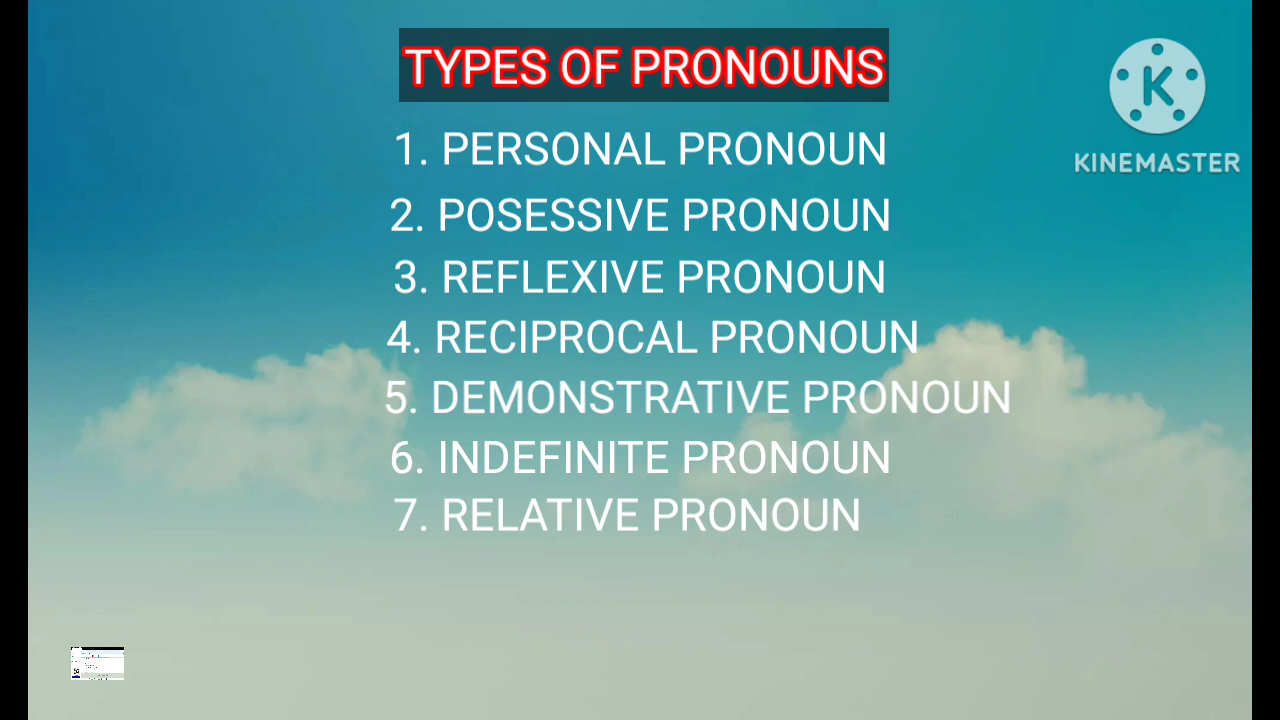 TYPES OF PRONOUNS
K
KINEMASTER
1. PERSONAL PRONOUN
2. POSESSIVE PRONOUN
3. REFLEXIVE PRONOUN
4. RECIPROCAL PRONOUN
5. DEMONSTRATIVE PRONOUN
6. INDEFINITE PRONOUN
7. RELATIVE PRONOUN